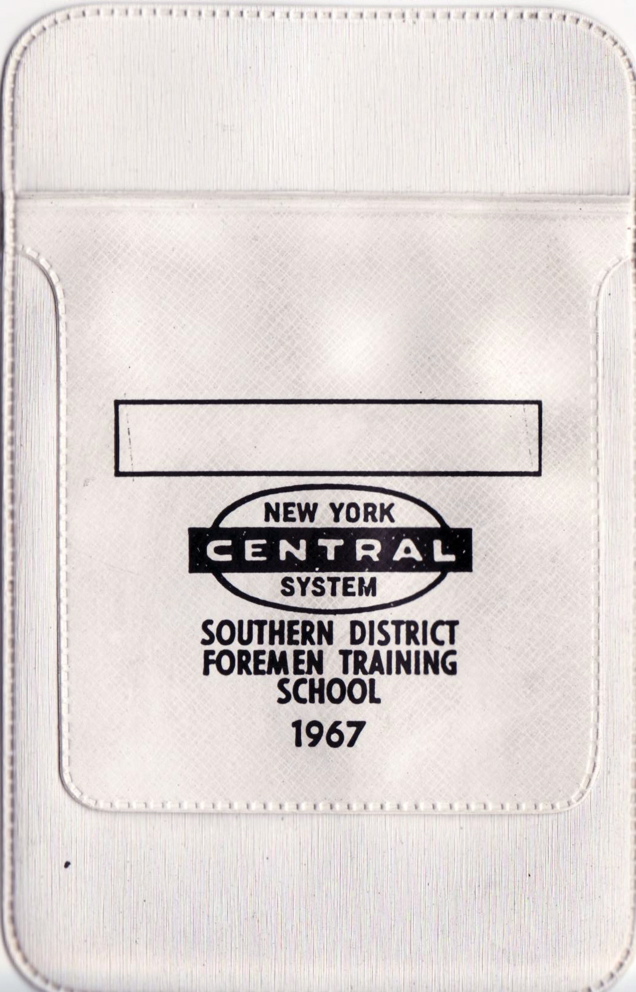 NEW YORK
CENTRAL
SYSTEM
SOUTHERN DISTRICT
FOREMEN TRAINING
SCHOOL
1967